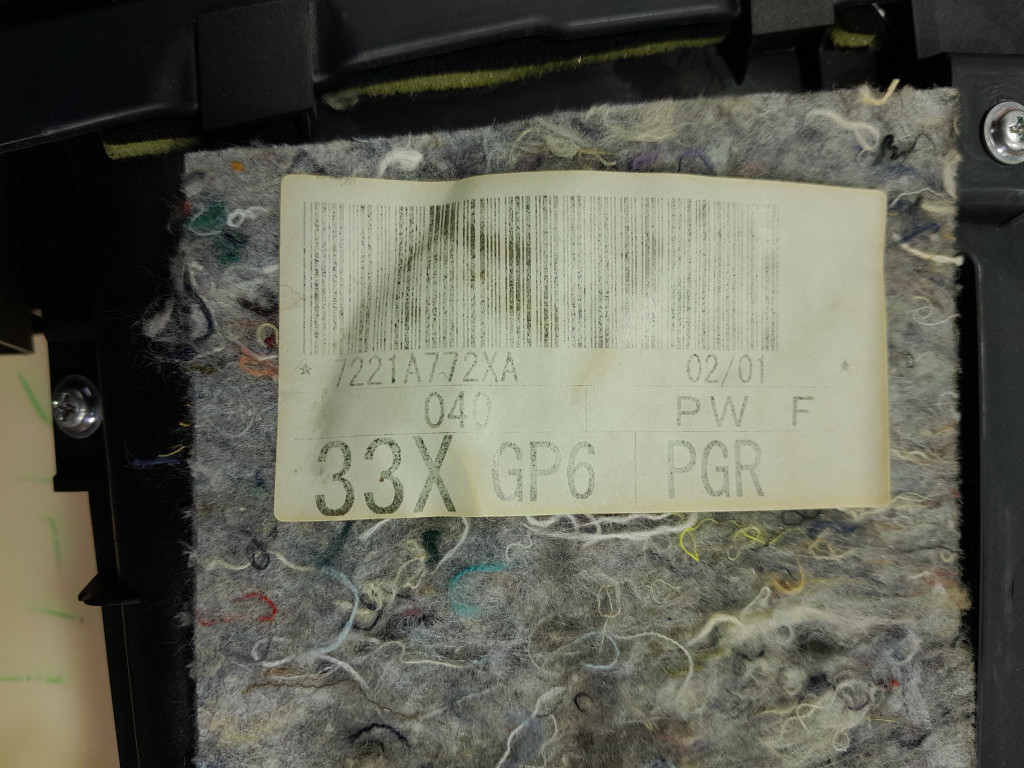 * 7221A772XA 02/01 *
040 PW F
33X GP6 PGR